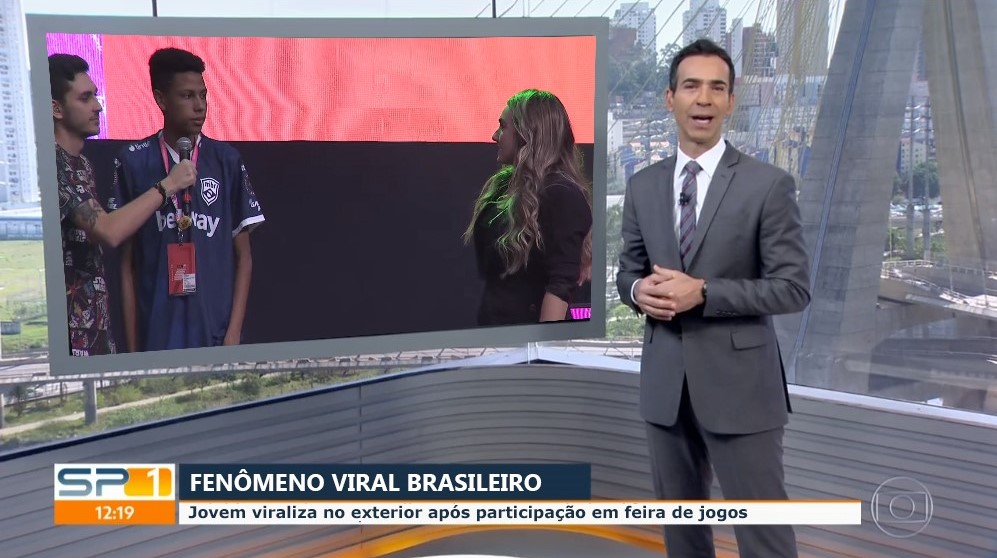 betway
SP1
12:19
FENÔMENO VIRAL BRASILEIRO
Jovem viraliza no exterior após participação em feira de jogos